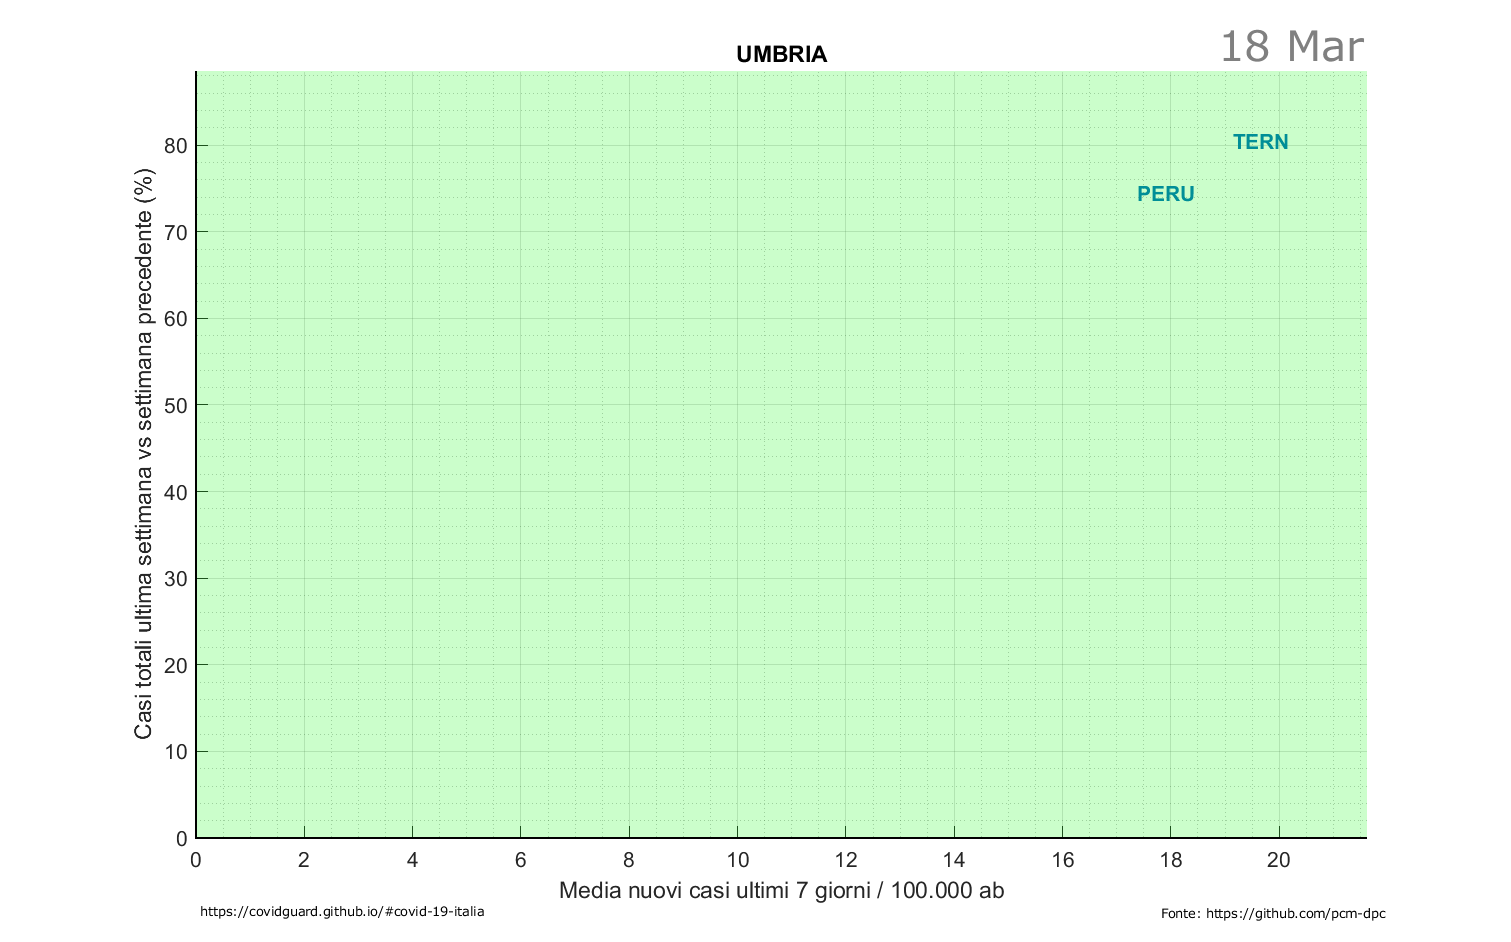 18 Mar
UMBRIA
TERN
PERU
Casi totali ultima settimana vs settimana precedente (%)
80
70
60
50
40
30
20
10
0
0 2 4 6 8 10 12 14 16 18 20
Media nuovi casi ultimi 7 giorni / 100.000 ab
https://covidguard.github.io/#covid-19-italia
Fonte: https://github.com/pcm-dpc